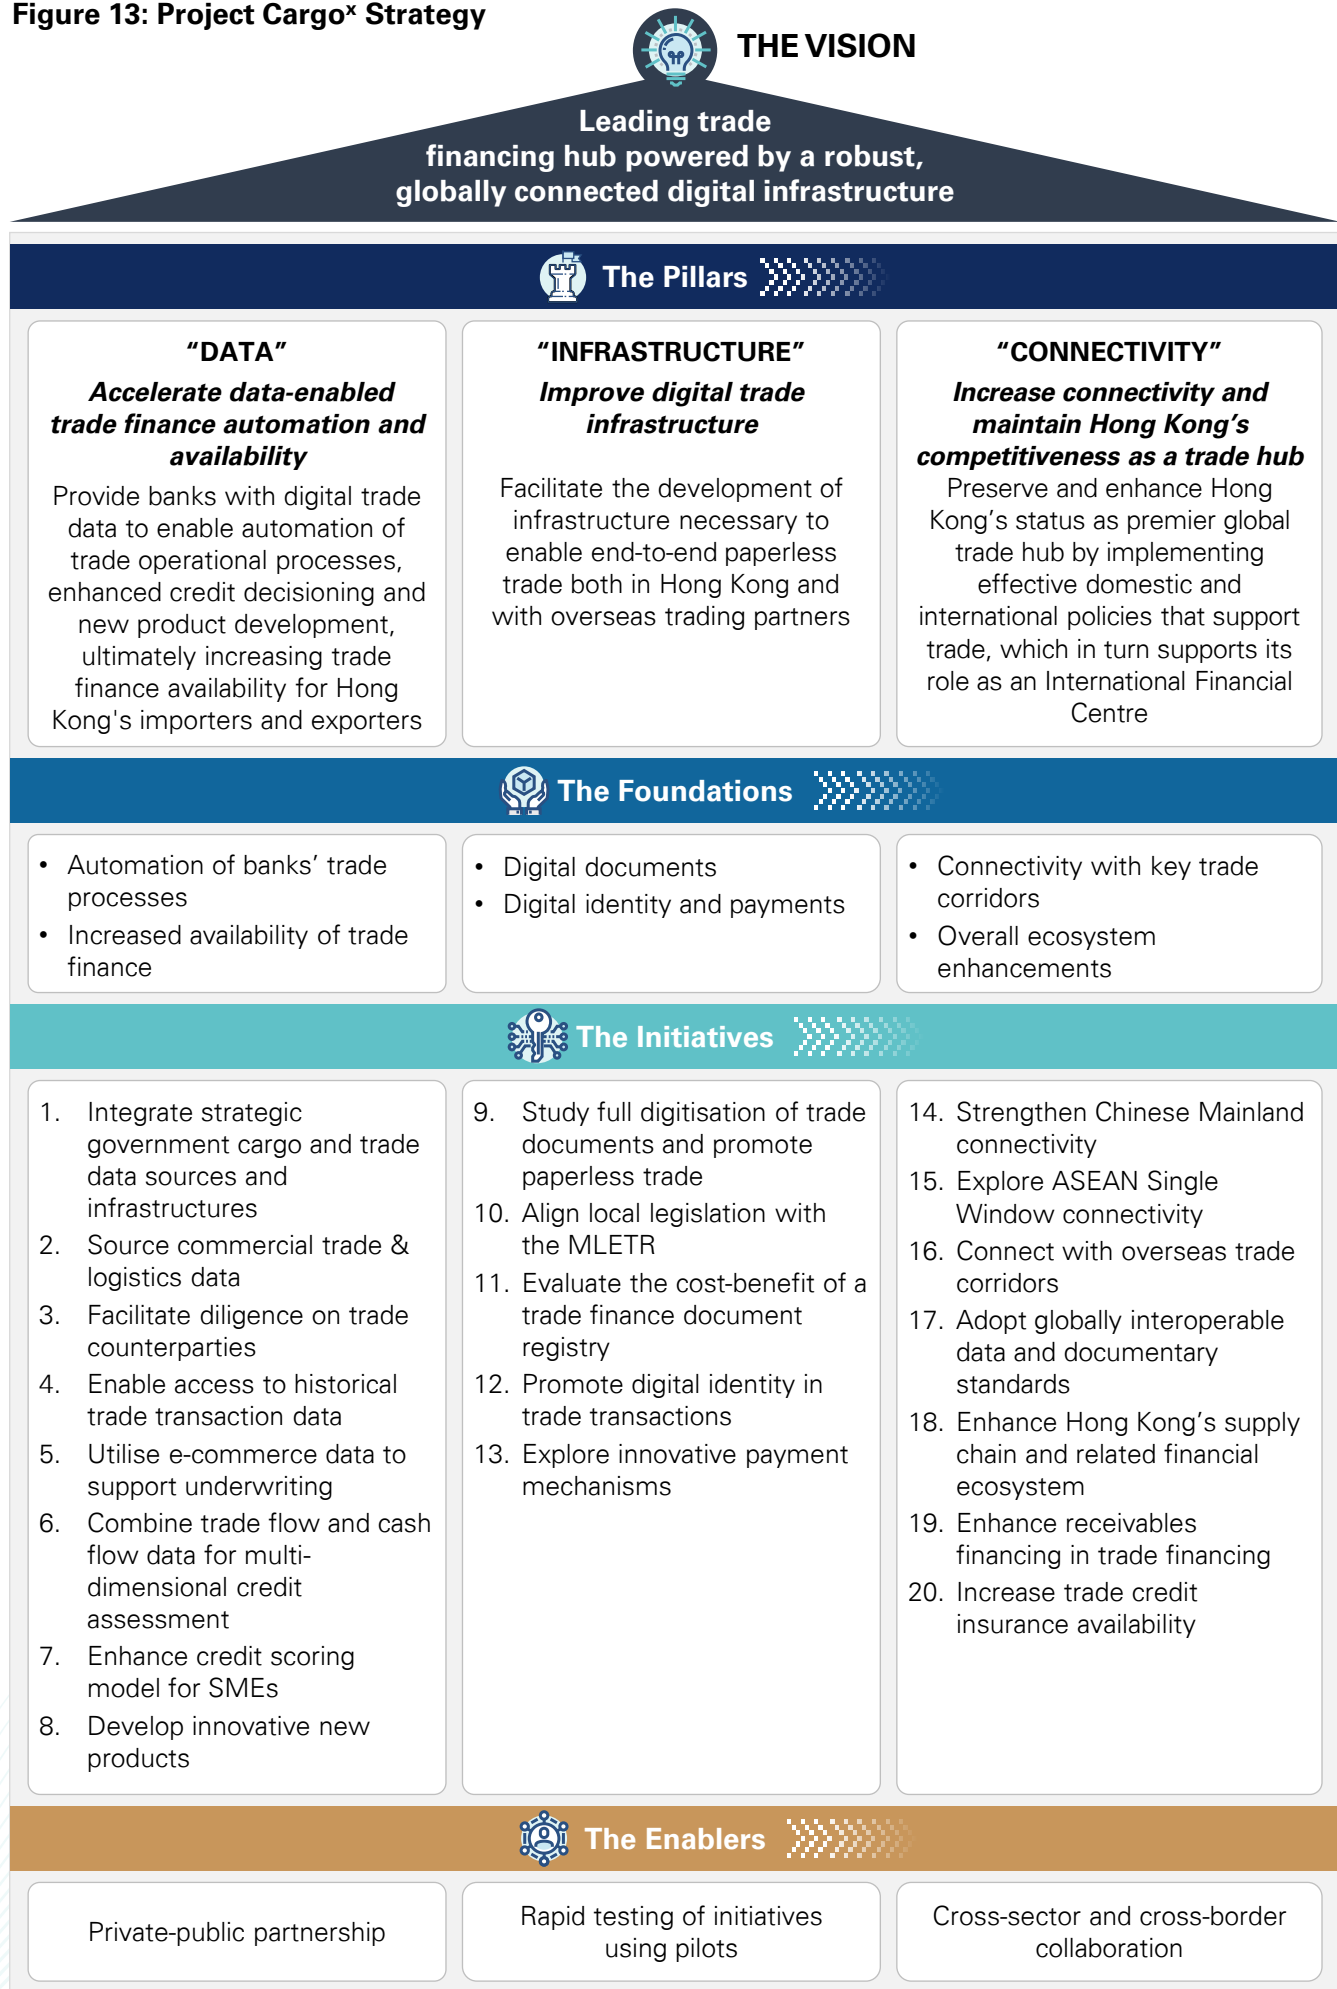 Figure 13: Project Cargoˣ Strategy
THE VISION
Leading trade
financing hub powered by a robust,
globally connected digital infrastructure
The Pillars
“DATA”
Accelerate data-enabled
trade finance automation and
availability
Provide banks with digital trade
data to enable automation of
trade operational processes,
enhanced credit decisioning and
new product development,
ultimately increasing trade
finance availability for Hong
Kong's importers and exporters
“INFRASTRUCTURE”
Improve digital trade
infrastructure
Facilitate the development of
infrastructure necessary to
enable end-to-end paperless
trade both in Hong Kong and
with overseas trading partners
“CONNECTIVITY”
Increase connectivity and
maintain Hong Kong’s
competitiveness as a trade hub
Preserve and enhance Hong
Kong’s status as premier global
trade hub by implementing
effective domestic and
international policies that support
trade, which in turn supports its
role as an International Financial
Centre
The Foundations
• Automation of banks’ trade
processes
• Increased availability of trade
finance
• Digital documents
• Digital identity and payments
• Connectivity with key trade
corridors
• Overall ecosystem
enhancements
The Initiatives
1. Integrate strategic
government cargo and trade
data sources and
infrastructures
2. Source commercial trade &
logistics data
3. Facilitate diligence on trade
counterparties
4. Enable access to historical
trade transaction data
5. Utilise e-commerce data to
support underwriting
6. Combine trade flow and cash
flow data for multi-
dimensional credit
assessment
7. Enhance credit scoring
model for SMEs
8. Develop innovative new
products
9. Study full digitisation of trade
documents and promote
paperless trade
10. Align local legislation with
the MLETR
11. Evaluate the cost-benefit of a
trade finance document
registry
12. Promote digital identity in
trade transactions
13. Explore innovative payment
mechanisms
14. Strengthen Chinese Mainland
connectivity
15. Explore ASEAN Single
Window connectivity
16. Connect with overseas trade
corridors
17. Adopt globally interoperable
data and documentary
standards
18. Enhance Hong Kong’s supply
chain and related financial
ecosystem
19. Enhance receivables
financing in trade financing
20. Increase trade credit
insurance availability
The Enablers
Private-public partnership
Rapid testing of initiatives
using pilots
Cross-sector and cross-border
collaboration